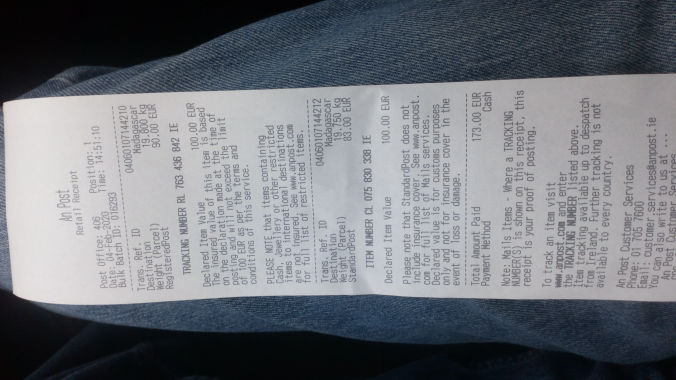 An Post
Retail Receipt
Post Office: 406 Position: 1
Date: 04-Feb-2020 Time: 14:51:10
Bulk Batch ID: 016293
Trans. Ref. ID 04060107144210
Destination Madagascar
Weight (Parcel) 19.800 kg
RegisteredPost 90.00 EUR
TRACKING NUMBER RL 763 436 842 IE
Declared Item Value 100.00 EUR
The insurance value of this item is based
on the declaration made at the time of
posting and will not exceed the limit
of 100 EUR per the terms and
conditions of this service.
PLEASE NOTE that items containing
Cash, Jewellery or other restricted
items to international destinations
are not insured. See www.anpost.com
for full list of restricted items.
Trans. Ref. ID 04060107144212
Destination Madagascar
Weight (Parcel) 19.750 kg
StandardPost 83.00 EUR
ITEM NUMBER CL 075 830 338 IE
Declared Item Value 100.00 EUR
Please note that StandardPost does not
include insurance cover. See www.anpost.
com for full list of Mails services.
Declared value is for customs purposes
only and not for insurance cover in the
event of loss or damage.
Total Amount Paid 173.00 EUR
Payment Method Cash
Note: Mails Items - Where a TRACKING
NUMBER(S) is shown on this receipt, this
receipt is your proof of posting.
To track an item visit
www.anpost.com and enter
the TRACKING NUMBER listed above.
Item tracking available up to despatch
from Ireland. Further tracking is not
available to every country.
An Post Customer Services
Phone: 01 705 7600
Email: customer.services@anpost.ie
You can also write to us at ...
An Post Customer Services